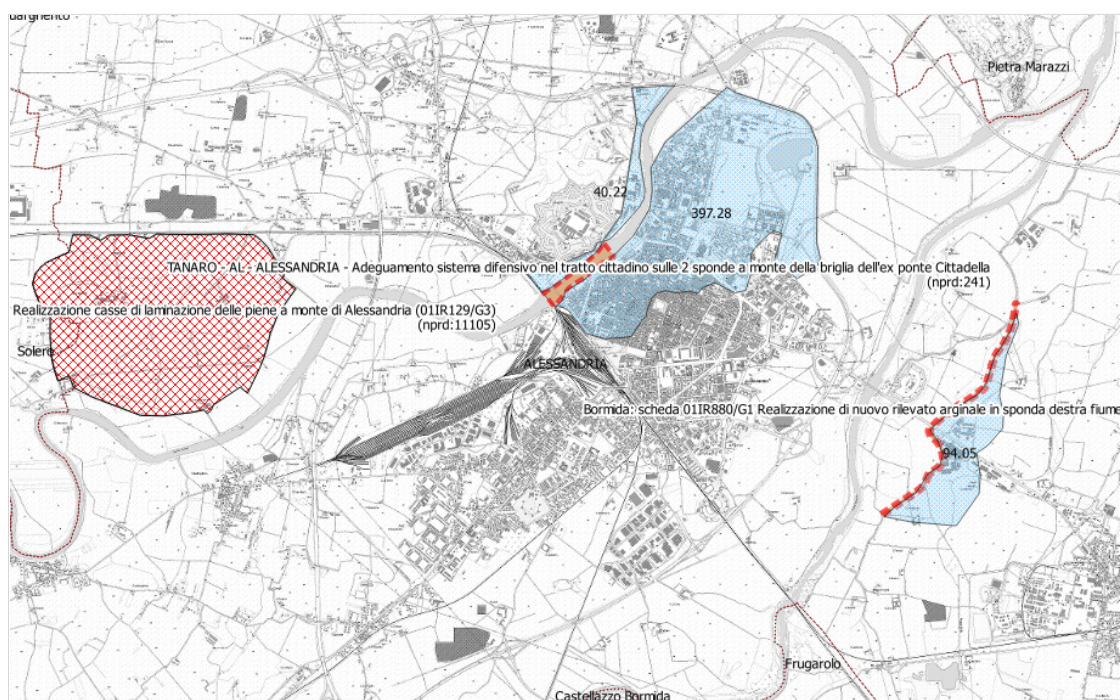 Pietra Marazzi
40.22
397.28
TANARO - AL - ALESSANDRIA - Adeguamento sistema difensivo nel tratto cittadino sulle 2 sponde a monte della briglia dell'ex ponte Cittadella
(nprd:241)
Realizzazione casse di laminazione delle piene a monte di Alessandria (01IR129/G3)
(nprd:11105)
Solero
ALESSANDRIA
Bormida: scheda 01IR880/G1 Realizzazione di nuovo rilevato arginale in sponda destra fiume
94.05
Frugarolo
Castellazzo Bormida